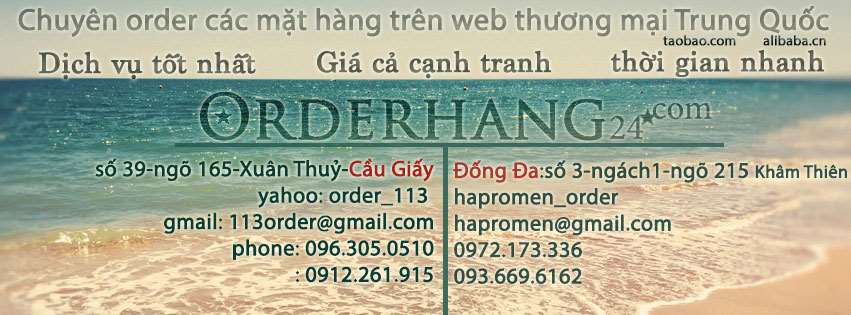 Chuyên order các mặt hàng trên web thương mại Trung Quốc
taobao.com alibaba.cn
Dịch vụ tốt nhất Giá cả cạnh tranh thời gian nhanh
ORDERHANG24.com
số 39-ngõ 165-Xuân Thuỷ-Cầu Giấy
yahoo: order_113
gmail: 113order@gmail.com
phone: 096.305.0510
: 0912.261.915
Đống Đa:số 3-ngách1-ngõ 215 Khâm Thiên
hapromen_order
hapromen@gmail.com
0972.173.336
093.669.6162